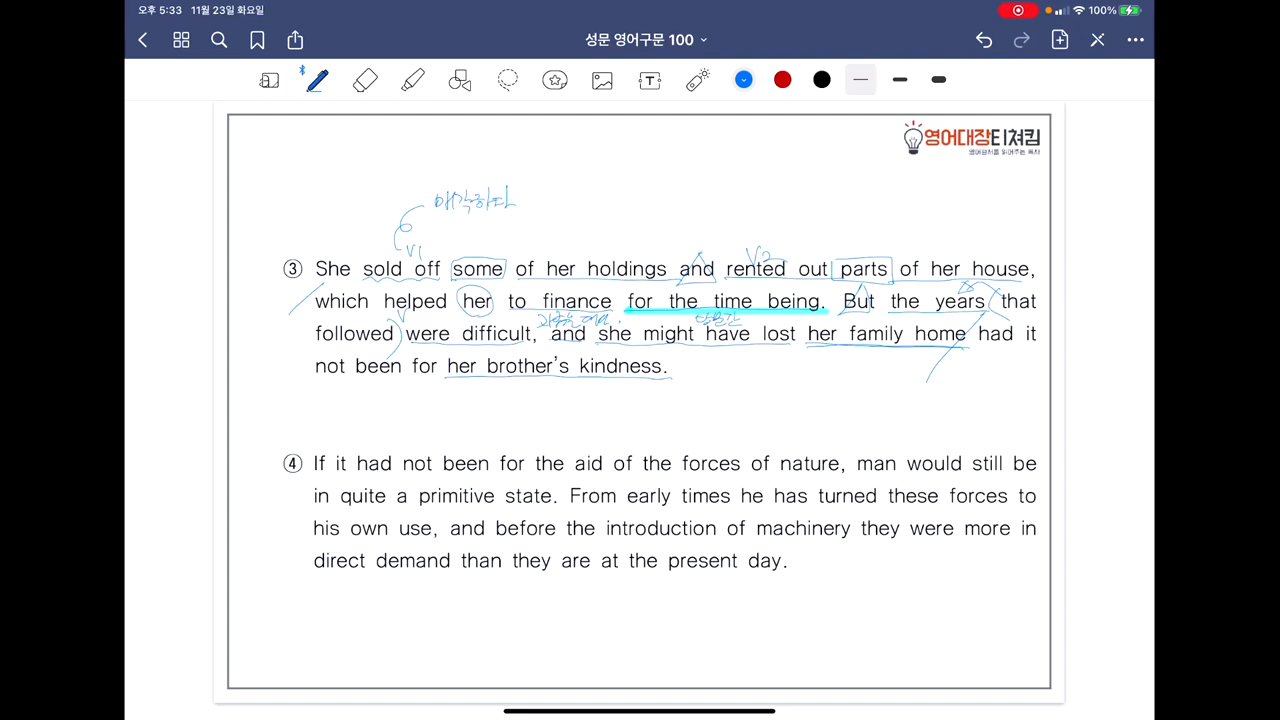 오후 5:33 11월 23일 화요일
100%
성문 영어구문 100
영어대장티쳐킴
매각하다
V1
V2
③ She sold off some of her holdings and rented out parts of her house,
which helped her to finance for the time being. But the years that
당분간
V
followed were difficult, and she might have lost her family home had it
not been for her brother's kindness.
④ If it had not been for the aid of the forces of nature, man would still be
in quite a primitive state. From early times he has turned these forces to
his own use, and before the introduction of machinery they were more in
direct demand than they are at the present day.